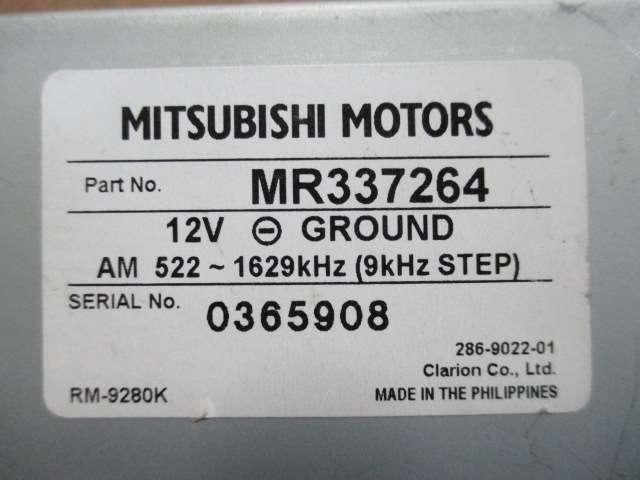 MITSUBISHI MOTORS
Part No. MR337264
12V ⊖ GROUND
AM 522 ~ 1629kHz (9kHz STEP)
SERIAL No. 0365908
286-9022-01
Clarion Co., Ltd.
RM-9280K MADE IN THE PHILIPPINES